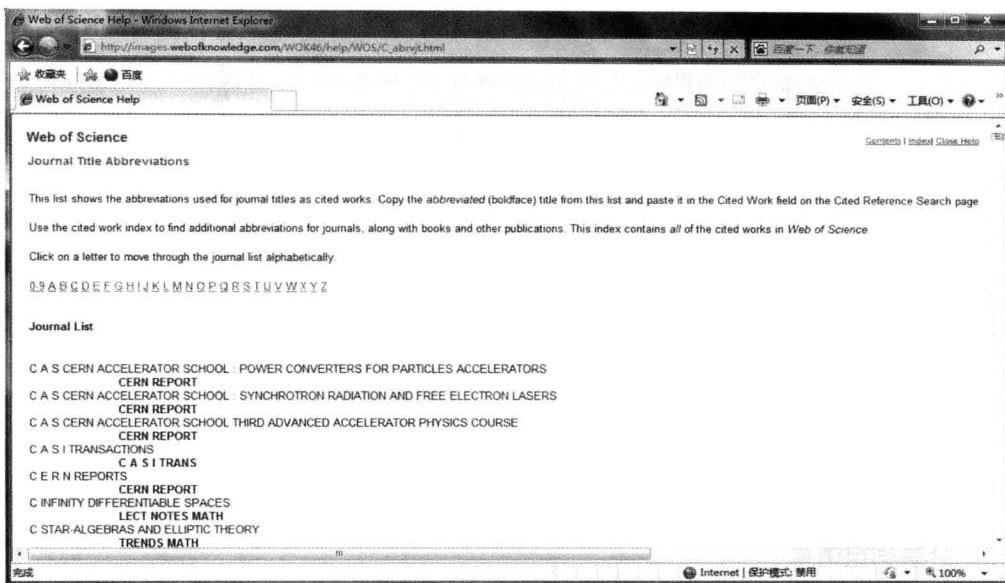 Web of Science Help - Windows Internet Explorer
http://images.webofknowledge.com/WOK46/help/WOS/C_abrvjt.html
百度一下，你就知道
收藏夹 百度
Web of Science Help
页面(P) 安全(S) 工具(O)
Web of Science
Contents | Index | Close Help
Journal Title Abbreviations
This list shows the abbreviations used for journal titles as cited works. Copy the abbreviated (boldface) title from this list and paste it in the Cited Work field on the Cited Reference Search page
Use the cited work index to find additional abbreviations for journals, along with books and other publications. This index contains all of the cited works in Web of Science
Click on a letter to move through the journal list alphabetically.
0-9 A B C D E F G H I J K L M N O P Q R S T U V W X Y Z
Journal List
C A S CERN ACCELERATOR SCHOOL : POWER CONVERTERS FOR PARTICLES ACCELERATORS
CERN REPORT
C A S CERN ACCELERATOR SCHOOL : SYNCHROTRON RADIATION AND FREE ELECTRON LASERS
CERN REPORT
C A S CERN ACCELERATOR SCHOOL THIRD ADVANCED ACCELERATOR PHYSICS COURSE
CERN REPORT
C A S I TRANSACTIONS
C A S I TRANS
C E R N REPORTS
CERN REPORT
C INFINITY DIFFERENTIABLE SPACES
LECT NOTES MATH
C STAR-ALGEBRAS AND ELLIPTIC THEORY
TRENDS MATH
完成
Internet | 保护模式: 禁用
100%